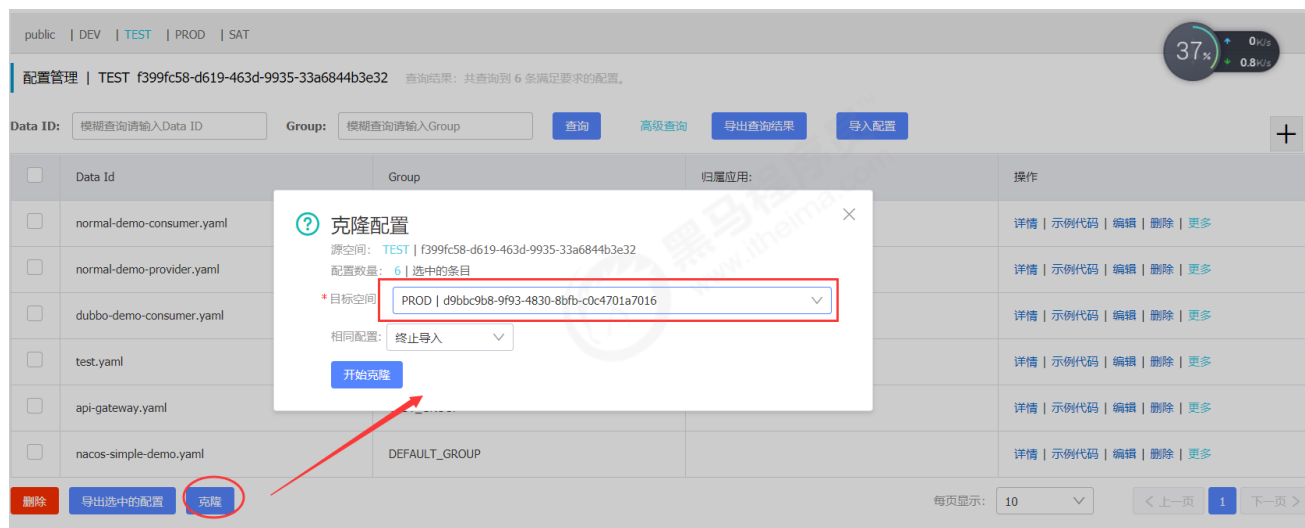 public | DEV | TEST | PROD | SAT
37% ↑ 0K/s
↓ 0.8K/s
配置管理 | TEST f399fc58-d619-463d-9935-33a6844b3e32 查询结果：共查询到 6 条满足要求的配置。
Data ID: 模糊查询请输入Data ID Group: 模糊查询请输入Group 查询 高级查询 导出查询结果 导入配置 +
Data Id Group 归属应用: 操作
克隆配置
normal-demo-consumer.yaml 详情 | 示例代码 | 编辑 | 删除 | 更多
源空间: TEST | f399fc58-d619-463d-9935-33a6844b3e32
normal-demo-provider.yaml 配置数量: 6 | 选中的条目 详情 | 示例代码 | 编辑 | 删除 | 更多
* 目标空间 PROD | d9bbc9b8-9f93-4830-8bfb-c0c4701a7016
dubbo-demo-consumer.yaml 详情 | 示例代码 | 编辑 | 删除 | 更多
相同配置: 终止导入
test.yaml 详情 | 示例代码 | 编辑 | 删除 | 更多
开始克隆
api-gateway.yaml 详情 | 示例代码 | 编辑 | 删除 | 更多
nacos-simple-demo.yaml DEFAULT_GROUP 详情 | 示例代码 | 编辑 | 删除 | 更多
删除 导出选中的配置 克隆 每页显示: 10 < 上一页 1 下一页 >
黑马程序员
www.itheima.com